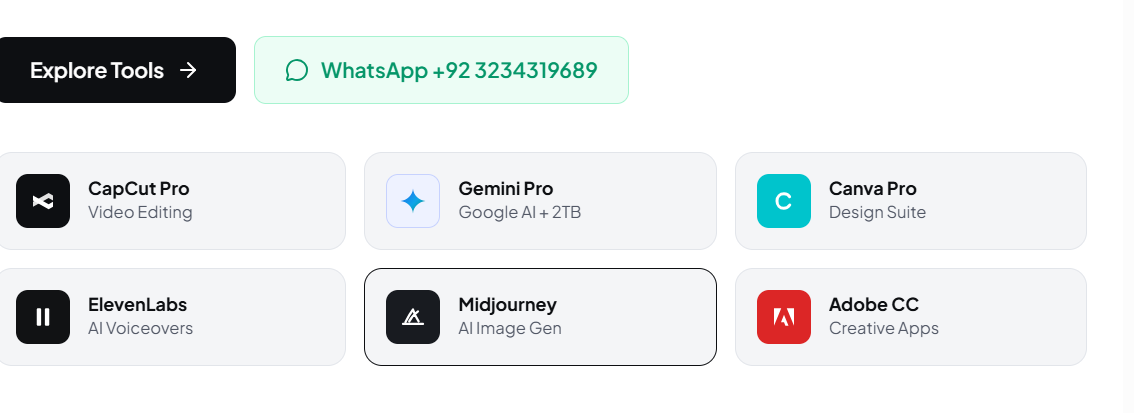 Explore Tools →
WhatsApp +92 3234319689
CapCut Pro
Video Editing
Gemini Pro
Google AI + 2TB
C
Canva Pro
Design Suite
ElevenLabs
AI Voiceovers
Midjourney
AI Image Gen
Adobe CC
Creative Apps